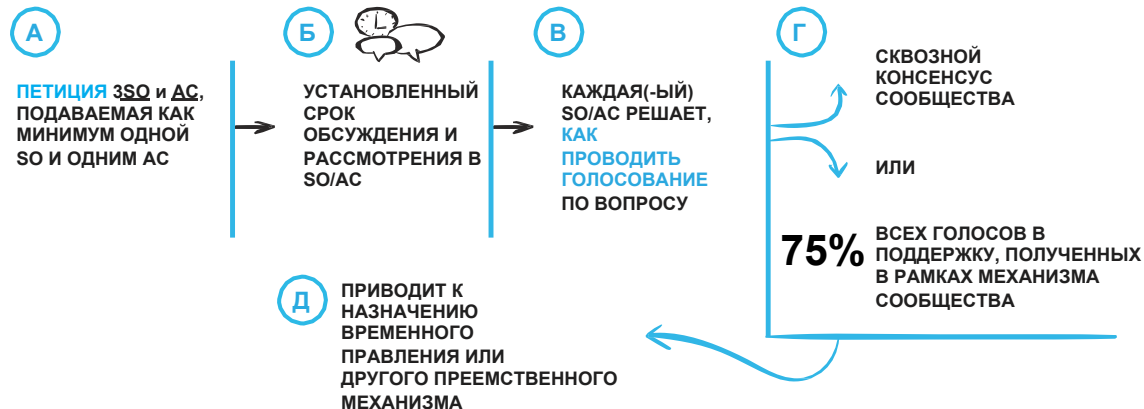 А
ПЕТИЦИЯ 3SO и AC,
ПОДАВАЕМАЯ КАК
МИНИМУМ ОДНОЙ
SO И ОДНИМ AC
Б
УСТАНОВЛЕННЫЙ
СРОК
ОБСУЖДЕНИЯ И
РАССМОТРЕНИЯ В
SO/AC
В
КАЖДАЯ(-ЫЙ)
SO/AC РЕШАЕТ,
КАК
ПРОВОДИТЬ
ГОЛОСОВАНИЕ
ПО ВОПРОСУ
Г
СКВОЗНОЙ
КОНСЕНСУС
СООБЩЕСТВА
ИЛИ
75%
ВСЕХ ГОЛОСОВ В
ПОДДЕРЖКУ, ПОЛУЧЕННЫХ
В РАМКАХ МЕХАНИЗМА
СООБЩЕСТВА
Д
ПРИВОДИТ К
НАЗНАЧЕНИЮ
ВРЕМЕННОГО
ПРАВЛЕНИЯ ИЛИ
ДРУГОГО ПРЕЕМСТВЕННОГО
МЕХАНИЗМА